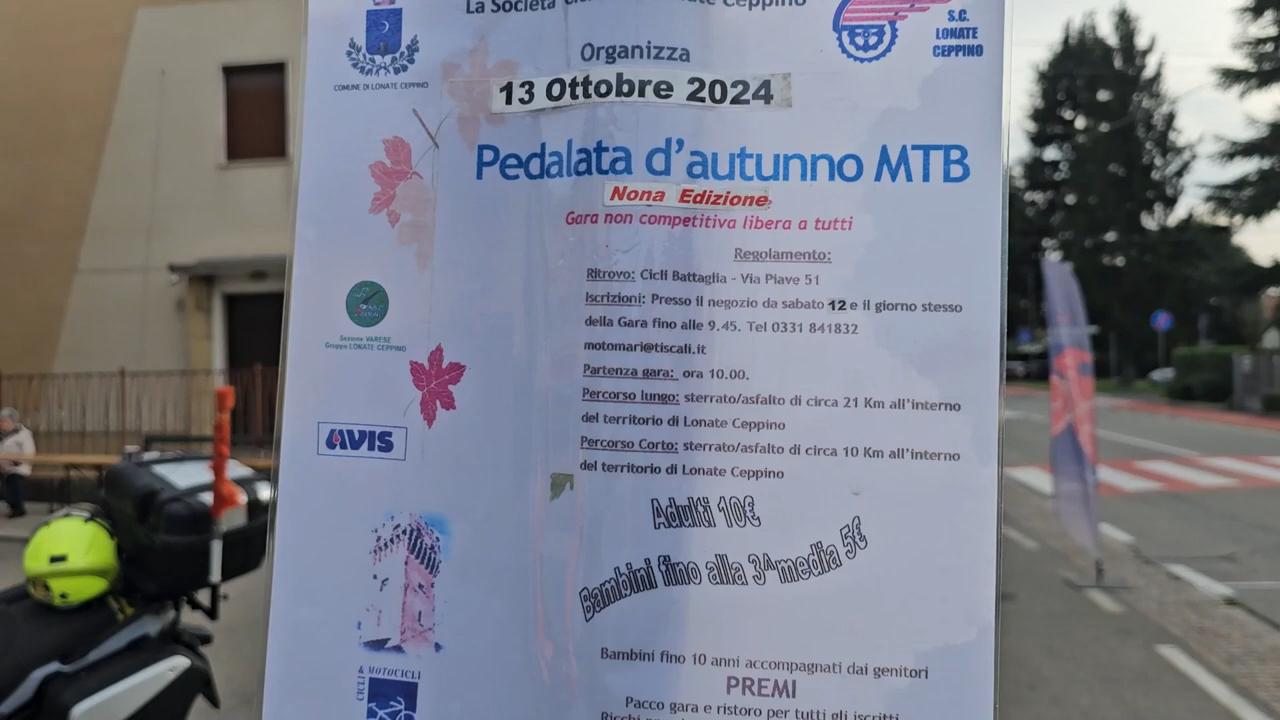 La Società
Ceppino
Organizza
13 Ottobre 2024
Pedalata d'autunno MTB
Nona Edizione
Gara non competitiva libera a tutti
Regolamento:
Ritrovo: Cicli Battaglia - Via Piave 51
Iscrizioni: Presso il negozio da sabato 12 e il giorno stesso
della Gara fino alle 9.45. Tel 0331 841832
motomari@tiscali.it
Partenza gara: ora 10.00.
Percorso lungo: sterrato/asfalto di circa 21 Km all'interno
del territorio di Lonate Ceppino
Percorso Corto: sterrato/asfalto di circa 10 Km all'interno
del territorio di Lonate Ceppino
Adulti 10€
Bambini fino alla 3^media 5€
Bambini fino 10 anni accompagnati dai genitori
PREMI
Pacco gara e ristoro per tutti gli iscritti
COMUNE DI LONATE CEPPINO
S.C.
LONATE
CEPPINO
Sezione VARESE
Gruppo LONATE CEPPINO
AVIS
CICLI & MOTOCICLI